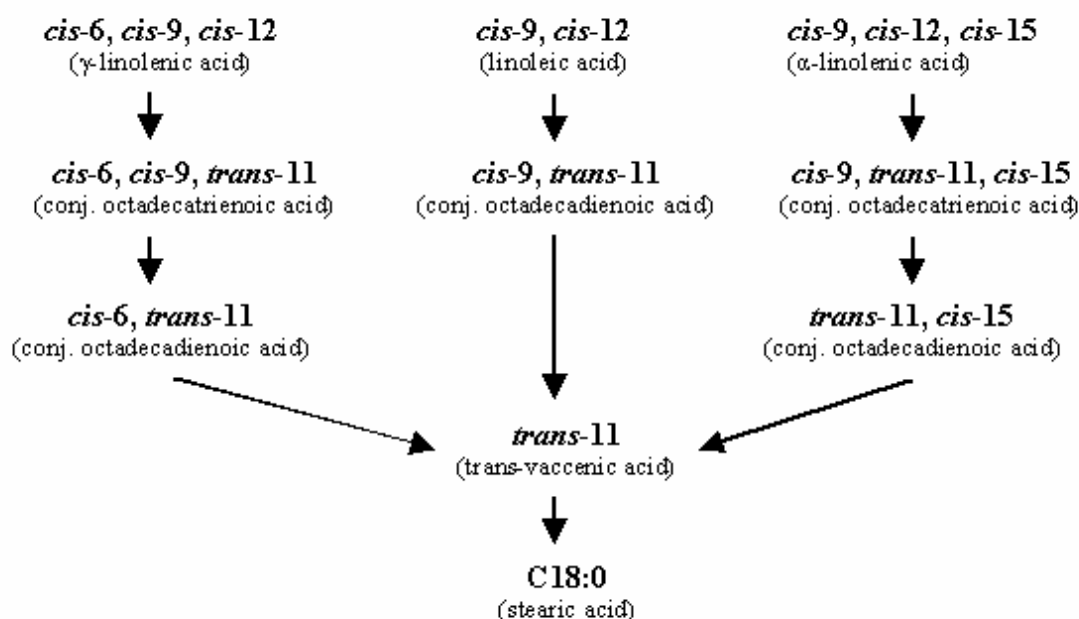 cis-6, cis-9, cis-12
(γ-linolenic acid)
cis-9, cis-12
(linoleic acid)
cis-9, cis-12, cis-15
(α-linolenic acid)
cis-6, cis-9, trans-11
(conj. octadecatrienoic acid)
cis-9, trans-11
(conj. octadecadienoic acid)
cis-9, trans-11, cis-15
(conj. octadecatrienoic acid)
cis-6, trans-11
(conj. octadecadienoic acid)
trans-11, cis-15
(conj. octadecadienoic acid)
trans-11
(trans-vaccenic acid)
C18:0
(stearic acid)